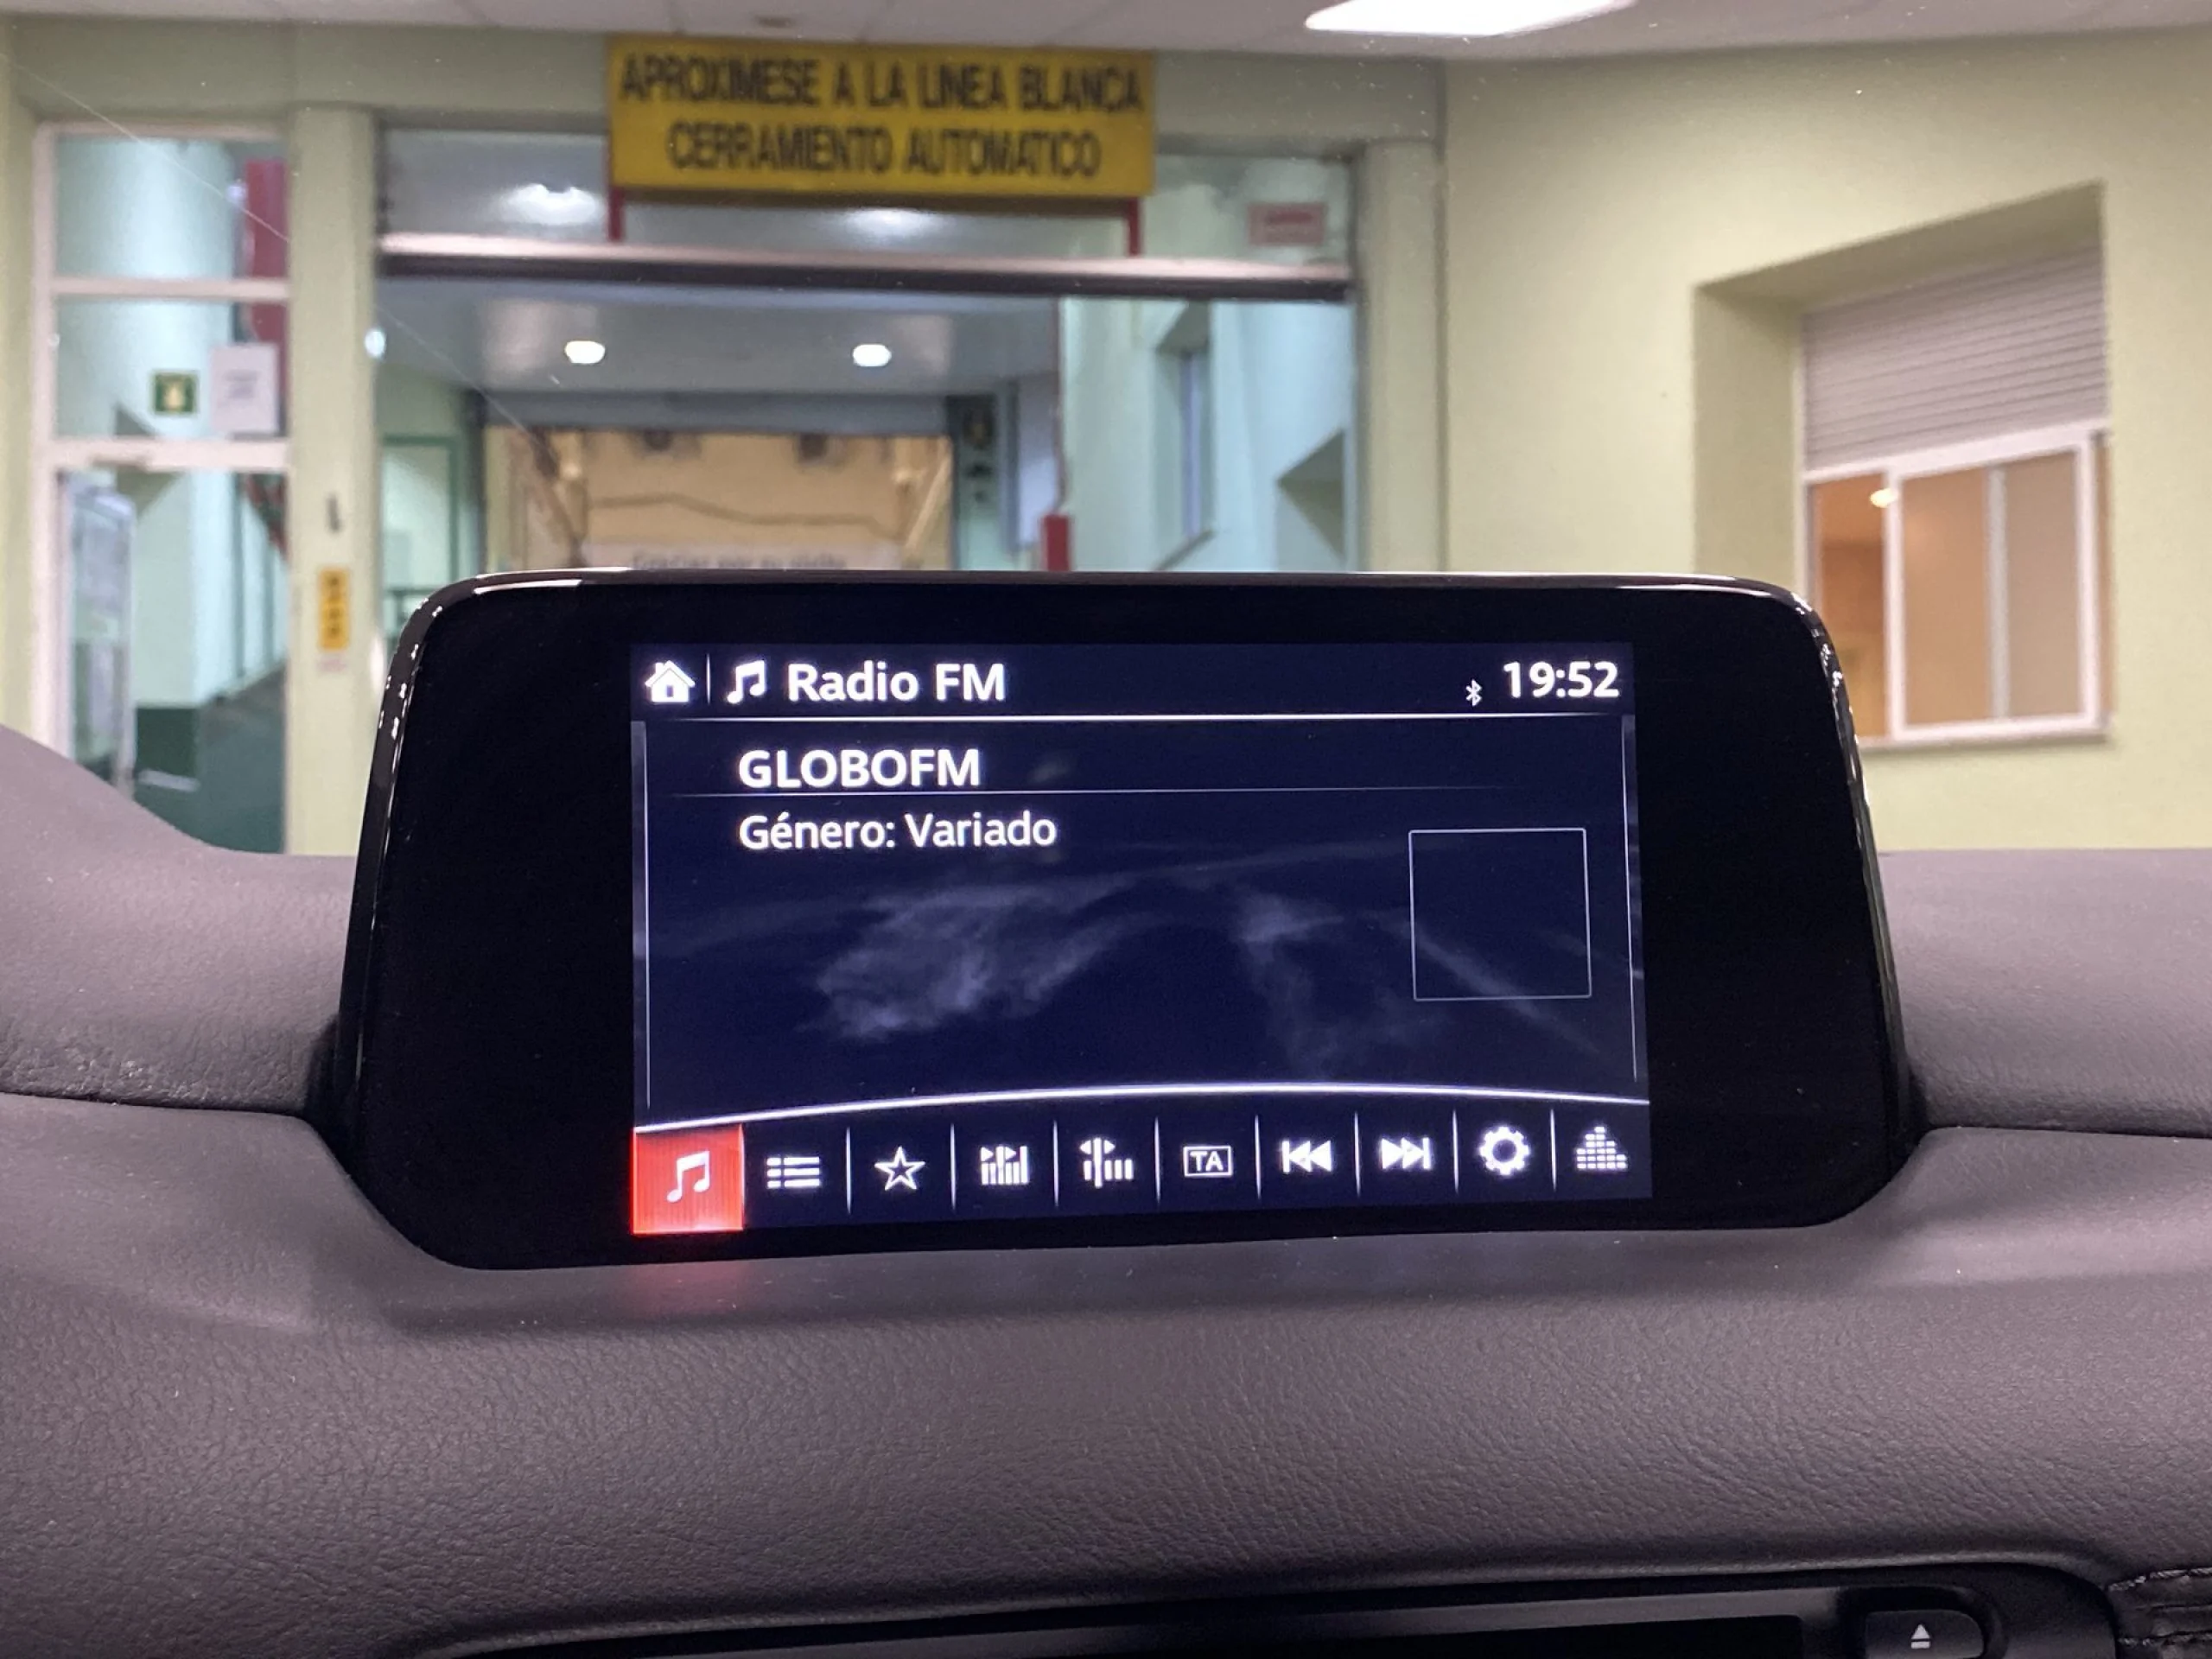 APROXIMESE A LA LINEA BLANCA
CERRAMIENTO AUTOMATICO
Radio FM
19:52
GLOBOFM
Género: Variado
TA